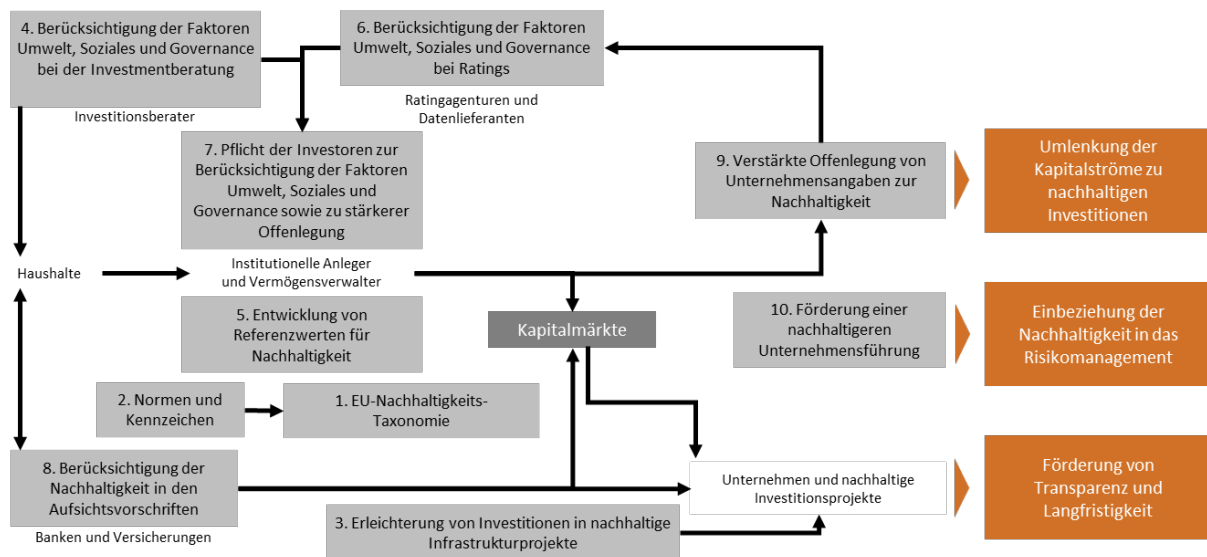 4. Berücksichtigung der Faktoren
Umwelt, Soziales und Governance
bei der Investmentberatung
Investitionsberater
6. Berücksichtigung der Faktoren
Umwelt, Soziales und Governance
bei Ratings
Ratingagenturen und
Datenlieferanten
7. Pflicht der Investoren zur
Berücksichtigung der Faktoren
Umwelt, Soziales und
Governance sowie zu stärkerer
Offenlegung
9. Verstärkte Offenlegung von
Unternehmensangaben zur
Nachhaltigkeit
Umlenkung der
Kapitalströme zu
nachhaltigen
Investitionen
Haushalte
Institutionelle Anleger
und Vermögensverwalter
5. Entwicklung von
Referenzwerten für
Nachhaltigkeit
Kapitalmärkte
10. Förderung einer
nachhaltigeren
Unternehmensführung
Einbeziehung der
Nachhaltigkeit in das
Risikomanagement
2. Normen und
Kennzeichen
1. EU-Nachhaltigkeits-
Taxonomie
8. Berücksichtigung der
Nachhaltigkeit in den
Aufsichtsvorschriften
Banken und Versicherungen
Unternehmen und nachhaltige
Investitionsprojekte
Förderung von
Transparenz und
Langfristigkeit
3. Erleichterung von Investitionen in nachhaltige
Infrastrukturprojekte